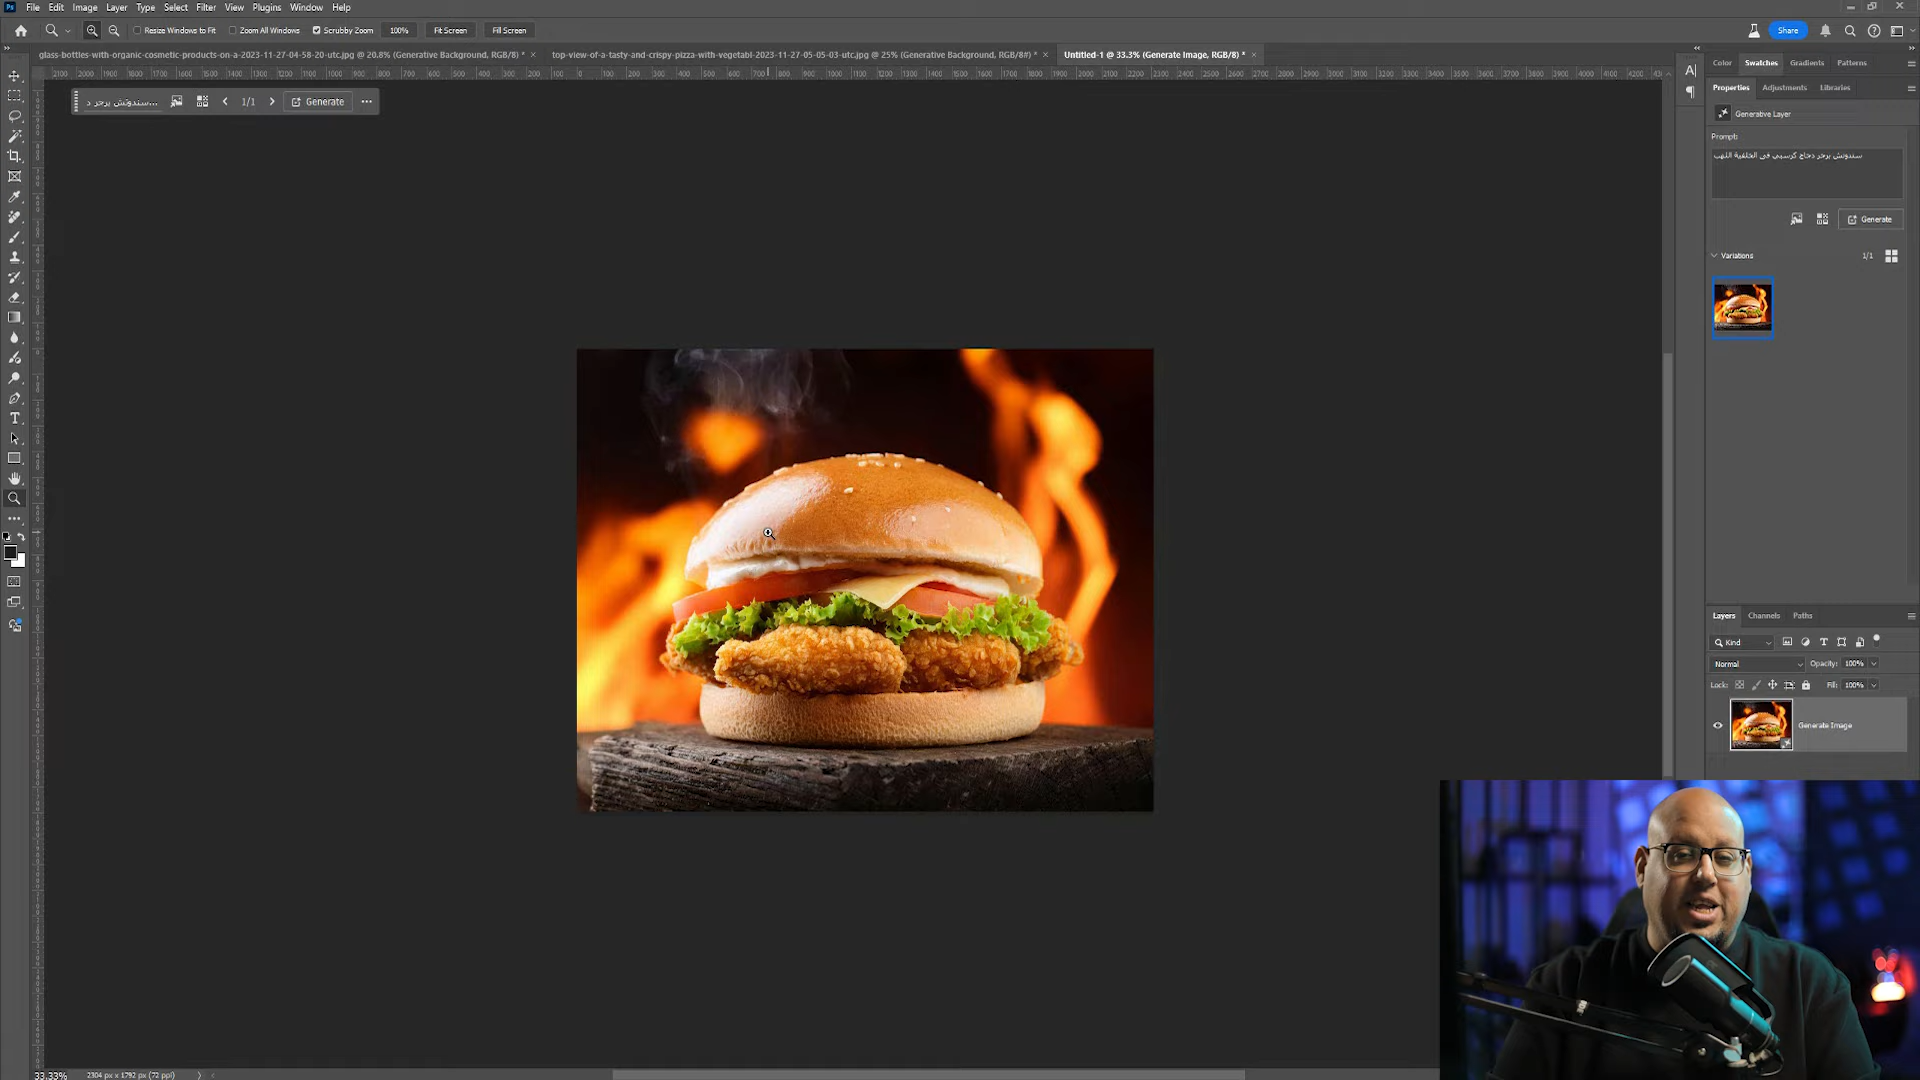 Ps File Edit Image Layer Type Select Filter View Plugins Window Help
Resize Windows to Fit Zoom All Windows Scrubby Zoom 100% Fit Screen Fill Screen Share
glass-bottles-with-organic-cosmetic-products-on-a-2023-11-27-04-58-20-utc.jpg @ 20.8% (Generative Background, RGB/8) * ×
top-view-of-a-tasty-and-crispy-pizza-with-vegetabl-2023-11-27-05-05-03-utc.jpg @ 25% (Generative Background, RGB/8#) * ×
Untitled-1 @ 33.3% (Generate Image, RGB/8) * ×
سندوتش برجر د... 1/1 Generate ...
Color Swatches Gradients Patterns
Properties Adjustments Libraries
Generative Layer
Prompt:
سندوتش برجر دجاج كرسبي في الخلفية اللهب
Generate
Variations 1/1
Layers Channels Paths
Kind
Normal Opacity: 100%
Lock: Fill: 100%
Generate Image
33.33% 2304 px x 1792 px (72 ppi)